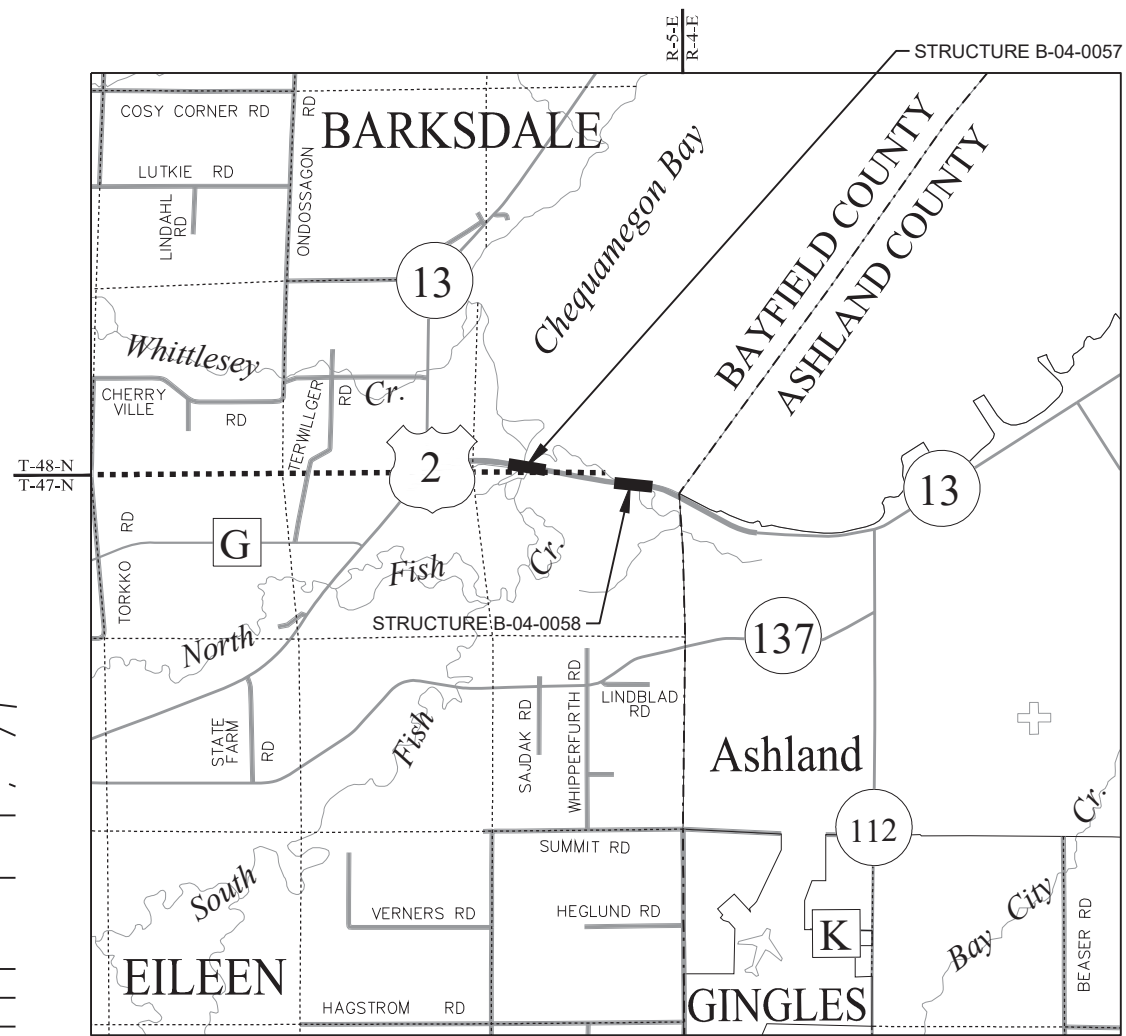 R-5-E
R-4-E
STRUCTURE B-04-0057
COSY CORNER RD
RD
BARKSDALE
LUTKIE RD
LINDAHL
RD
ONDOSSAGON
Chequamegon Bay
BAYFIELD COUNTY
ASHLAND COUNTY
13
Whittlesey
Cr.
CHERRY
VILLE
RD
TERWILLGER
RD
T-48-N
T-47-N
2
13
RD
TORKKO
G
Fish
Cr.
North
STRUCTURE B-04-0058
137
STATE
FARM
RD
Fish
SAJDAK RD
WHIPPERFURTH RD
LINDBLAD
RD
Ashland
112
Cr.
SUMMIT RD
South
VERNERS RD
HEGLUND RD
K
Bay City
BEASER RD
EILEEN
HAGSTROM RD
GINGLES